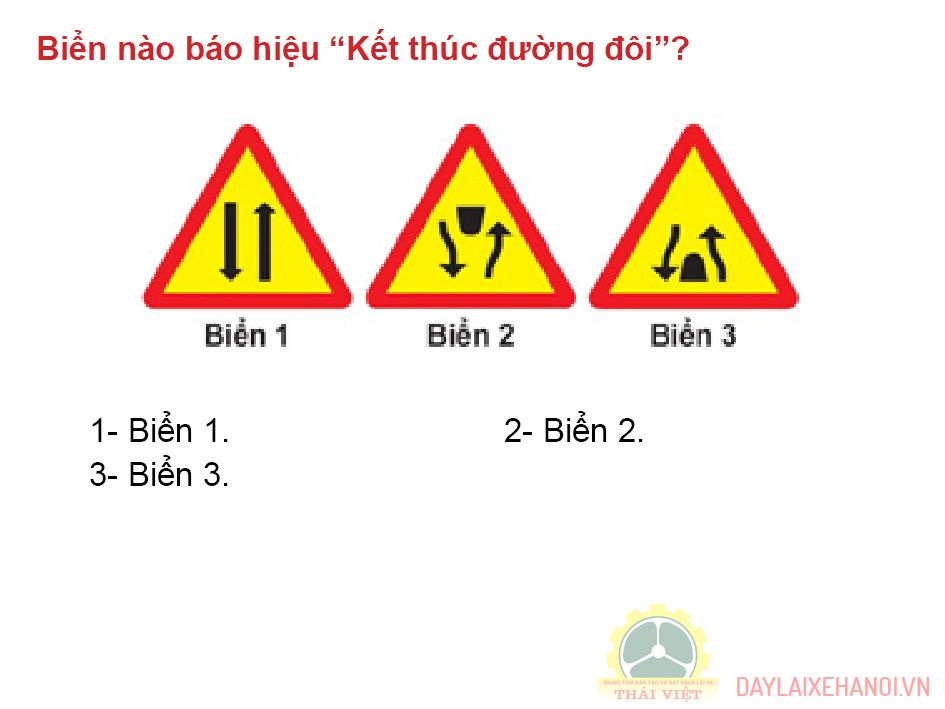 Biển nào báo hiệu “Kết thúc đường đôi”?
Biển 1 Biển 2 Biển 3
1- Biển 1. 2- Biển 2.
3- Biển 3.
TRUNG TÂM ĐÀO TẠO VÀ SÁT HẠCH LÁI XE
THÁI VIỆT
DAYLAIXEHANOI.VN